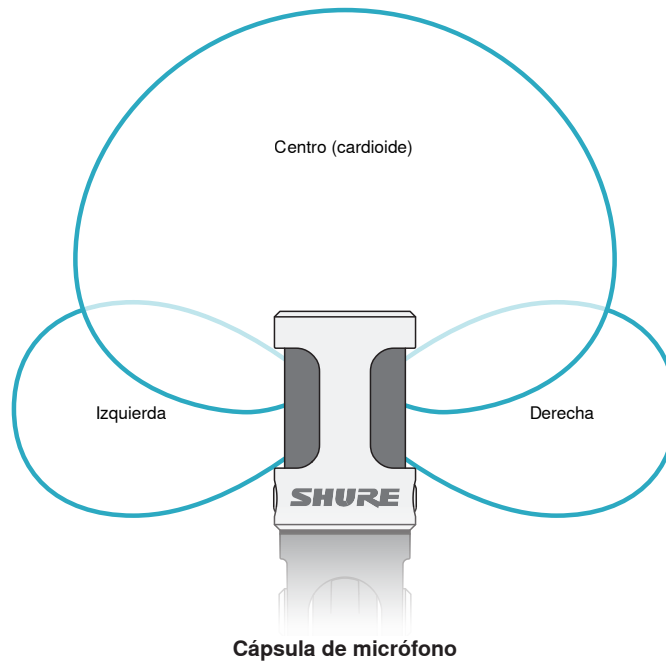 Centro (cardioide)
Izquierda
Derecha
SHURE
Cápsula de micrófono